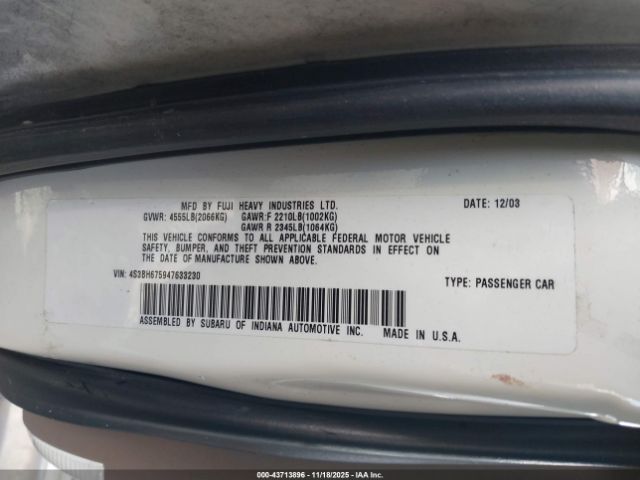 MFD BY FUJI HEAVY INDUSTRIES LTD. DATE: 12/03
GVWR: 4555LB(2066KG) GAWR:F 2210LB(1002KG)
GAWR R 2345LB(1064KG)
THIS VEHICLE CONFORMS TO ALL APPLICABLE FEDERAL MOTOR VEHICLE
SAFETY, BUMPER, AND THEFT PREVENTION STANDARDS IN EFFECT ON
THE DATE OF MANUFACTURE SHOWN ABOVE.
VIN: 4S3BH675947633230 TYPE: PASSENGER CAR
ASSEMBLED BY SUBARU OF INDIANA AUTOMOTIVE INC. MADE IN U.S.A.
000-43713896 - 11/18/2025 - IAAI.COM